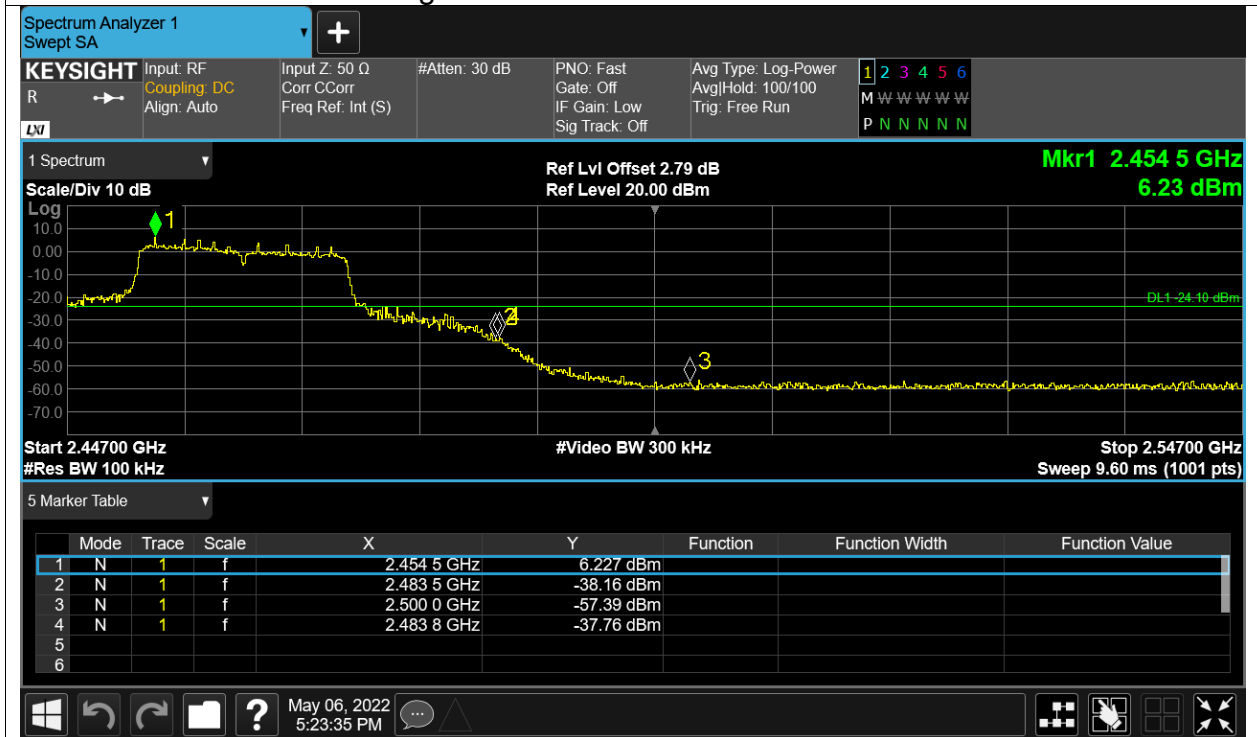 Spectrum Analyzer 1
Swept SA
KEYSIGHT
R
LXI
Input: RF
Coupling: DC
Align: Auto
Input Z: 50 Ω
Corr CCorr
Freq Ref: Int (S)
#Atten: 30 dB
PNO: Fast
Gate: Off
IF Gain: Low
Sig Track: Off
Avg Type: Log-Power
Avg|Hold: 100/100
Trig: Free Run
1 2 3 4 5 6
M W W W W W
P N N N N N
1 Spectrum
Scale/Div 10 dB
Ref Lvl Offset 2.79 dB
Ref Level 20.00 dBm
Mkr1 2.454 5 GHz
6.23 dBm
Log
10.0
0.00
-10.0
-20.0
-30.0
-40.0
-50.0
-60.0
-70.0
1
3
DL1 -24.10 dBm
Start 2.44700 GHz
#Res BW 100 kHz
#Video BW 300 kHz
Stop 2.54700 GHz
Sweep 9.60 ms (1001 pts)
5 Marker Table
Mode Trace Scale X Y Function Function Width Function Value
1 N 1 f 2.454 5 GHz 6.227 dBm
2 N 1 f 2.483 5 GHz -38.16 dBm
3 N 1 f 2.500 0 GHz -57.39 dBm
4 N 1 f 2.483 8 GHz -37.76 dBm
5
6
?
May 06, 2022
5:23:35 PM